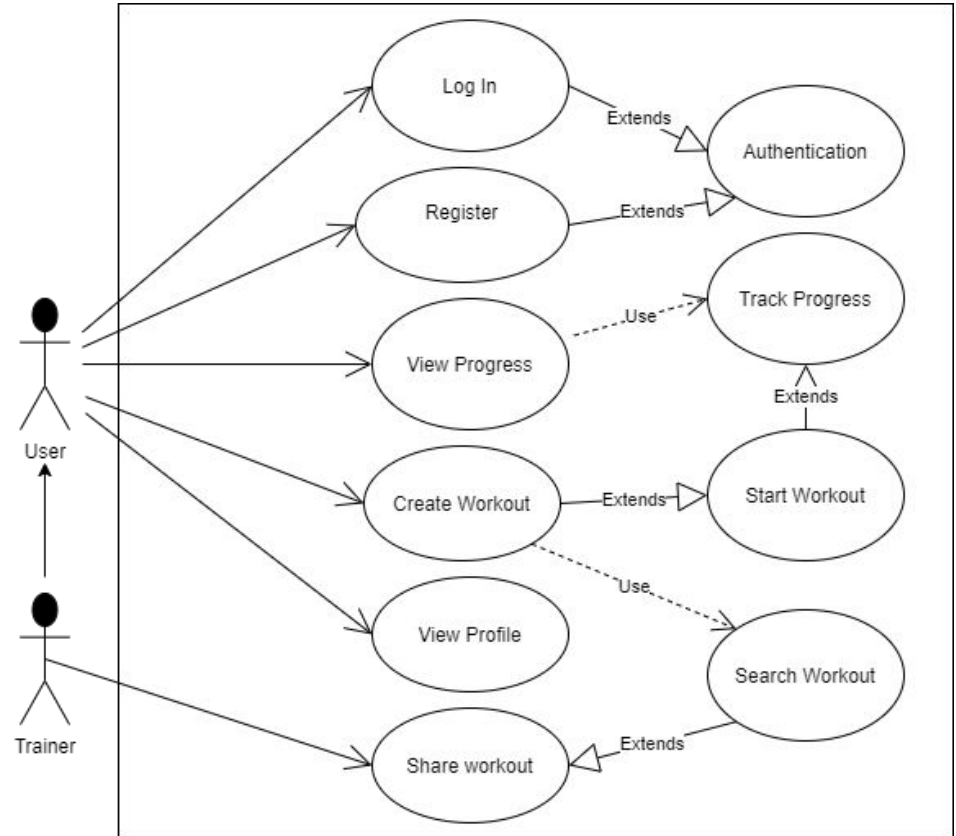 Log In
Extends
Authentication
Register
Extends
Track Progress
Use
View Progress
Extends
User
Create Workout
Extends
Start Workout
Use
View Profile
Search Workout
Trainer
Extends
Share workout